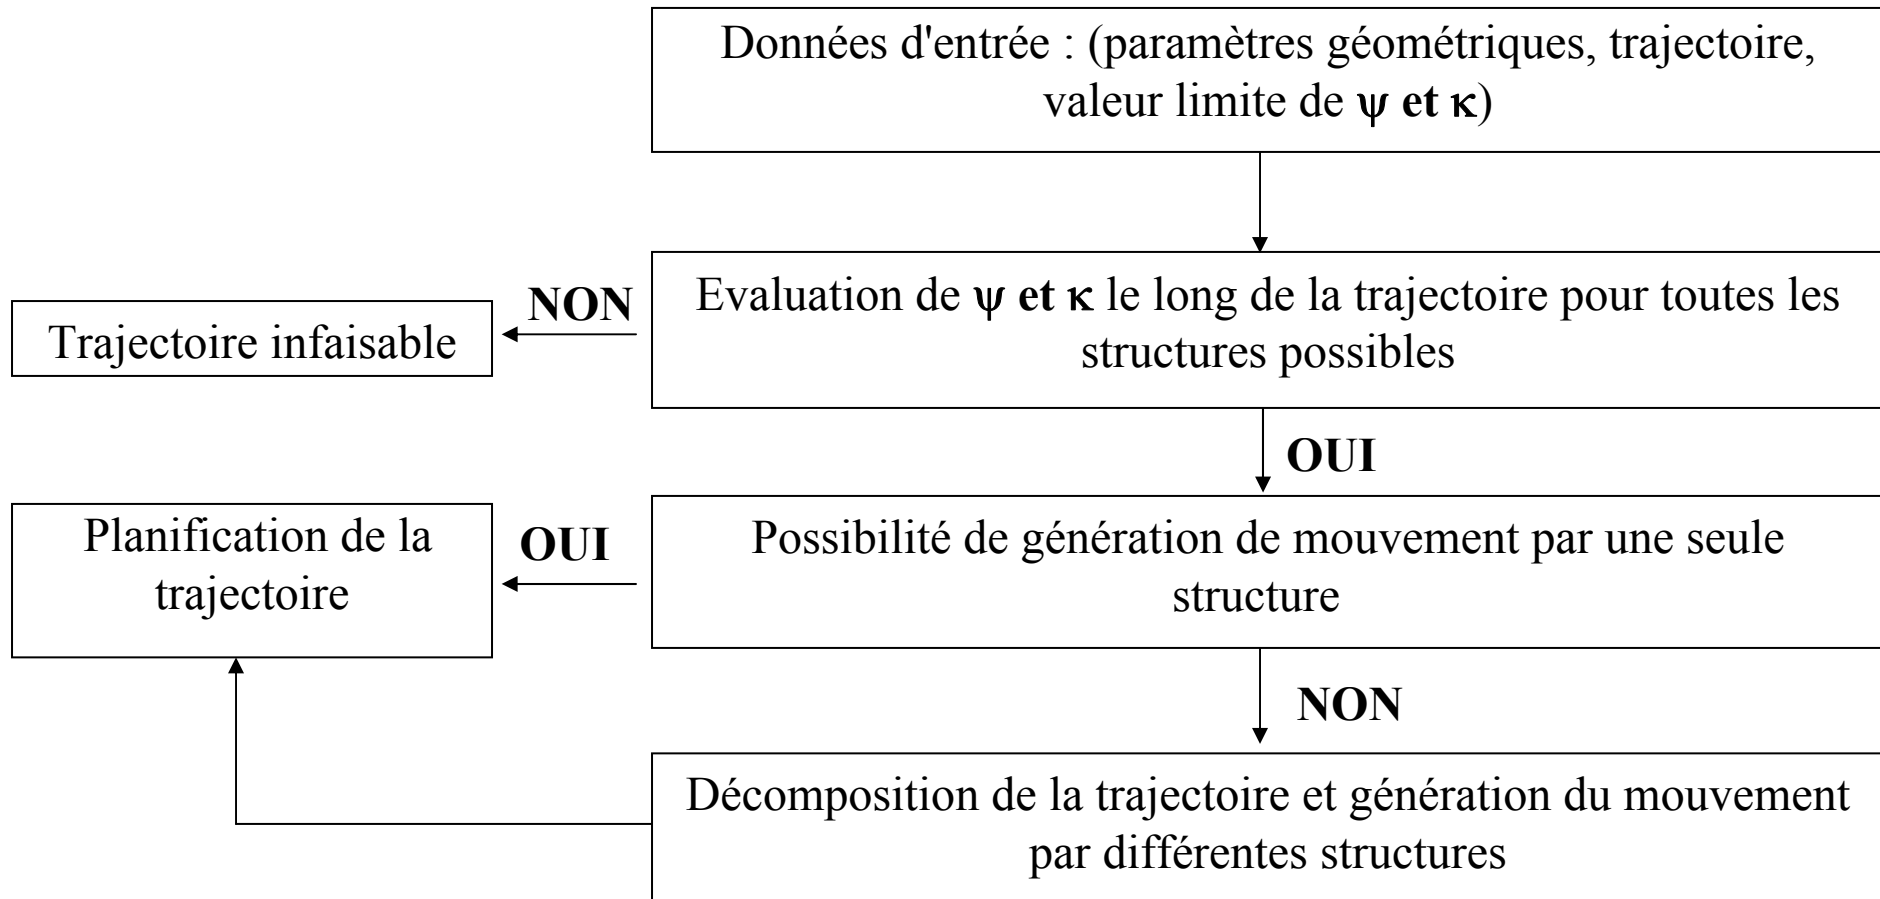 Données d'entrée : (paramètres géométriques, trajectoire,
valeur limite de ψ et κ)
NON
Evaluation de ψ et κ le long de la trajectoire pour toutes les
structures possibles
Trajectoire infaisable
OUI
Planification de la
trajectoire
OUI
Possibilité de génération de mouvement par une seule
structure
NON
Décomposition de la trajectoire et génération du mouvement
par différentes structures